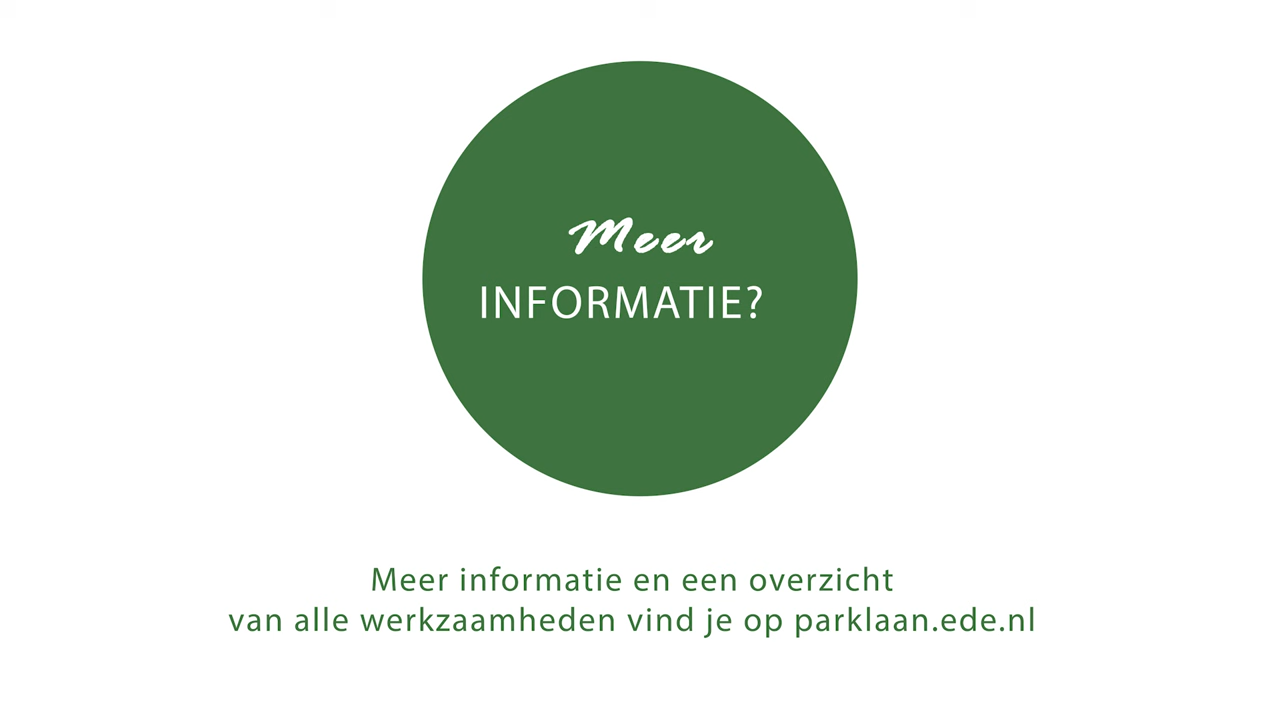 Meer
INFORMATIE?
Meer informatie en een overzicht
van alle werkzaamheden vind je op parklaan.ede.nl